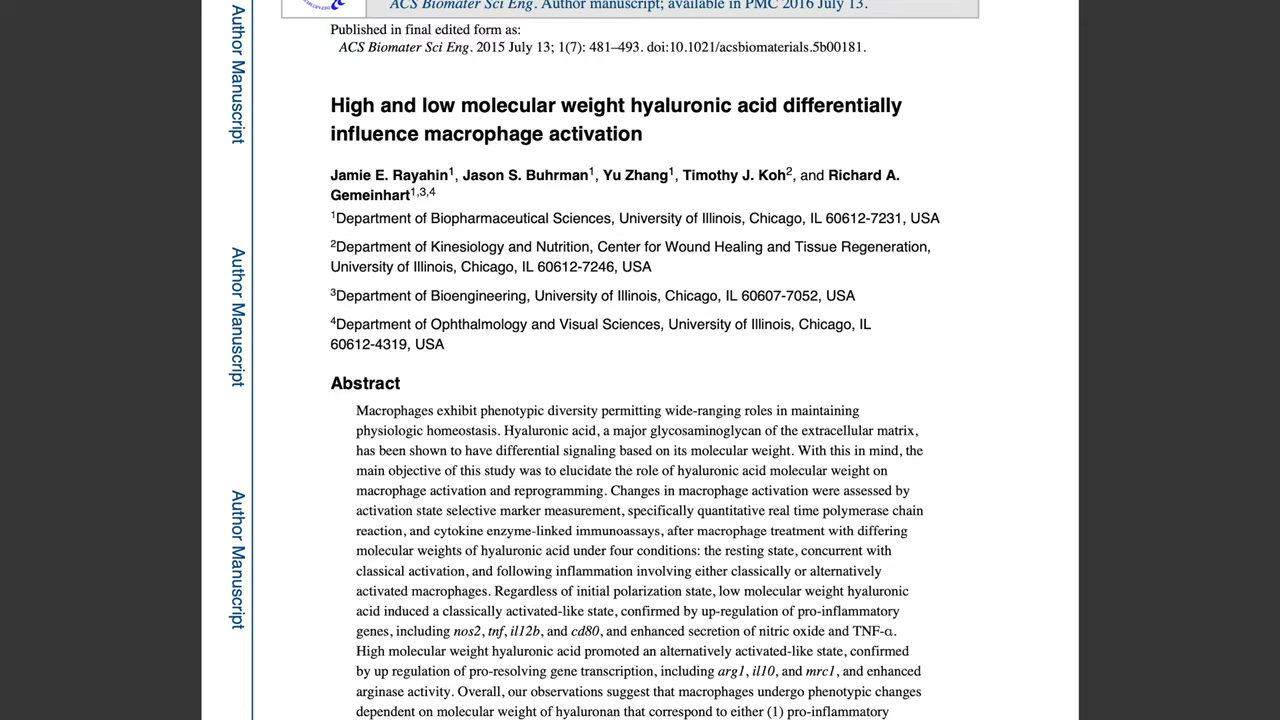 ACS Biomater Sci Eng. Author manuscript; available in PMC 2016 July 13.
Published in final edited form as:
ACS Biomater Sci Eng. 2015 July 13; 1(7): 481–493. doi:10.1021/acsbiomaterials.5b00181.
High and low molecular weight hyaluronic acid differentially
influence macrophage activation
Jamie E. Rayahin1, Jason S. Buhrman1, Yu Zhang1, Timothy J. Koh2, and Richard A.
Gemeinhart1,3,4
1Department of Biopharmaceutical Sciences, University of Illinois, Chicago, IL 60612-7231, USA
2Department of Kinesiology and Nutrition, Center for Wound Healing and Tissue Regeneration,
University of Illinois, Chicago, IL 60612-7246, USA
3Department of Bioengineering, University of Illinois, Chicago, IL 60607-7052, USA
4Department of Ophthalmology and Visual Sciences, University of Illinois, Chicago, IL
60612-4319, USA
Abstract
Macrophages exhibit phenotypic diversity permitting wide-ranging roles in maintaining
physiologic homeostasis. Hyaluronic acid, a major glycosaminoglycan of the extracellular matrix,
has been shown to have differential signaling based on its molecular weight. With this in mind, the
main objective of this study was to elucidate the role of hyaluronic acid molecular weight on
macrophage activation and reprogramming. Changes in macrophage activation were assessed by
activation state selective marker measurement, specifically quantitative real time polymerase chain
reaction, and cytokine enzyme-linked immunoassays, after macrophage treatment with differing
molecular weights of hyaluronic acid under four conditions: the resting state, concurrent with
classical activation, and following inflammation involving either classically or alternatively
activated macrophages. Regardless of initial polarization state, low molecular weight hyaluronic
acid induced a classically activated-like state, confirmed by up-regulation of pro-inflammatory
genes, including nos2, tnf, il12b, and cd80, and enhanced secretion of nitric oxide and TNF-α.
High molecular weight hyaluronic acid promoted an alternatively activated-like state, confirmed
by up regulation of pro-resolving gene transcription, including arg1, il10, and mrc1, and enhanced
arginase activity. Overall, our observations suggest that macrophages undergo phenotypic changes
dependent on molecular weight of hyaluronan that correspond to either (1) pro-inflammatory
Author Manuscript
Author Manuscript
Author Manuscript